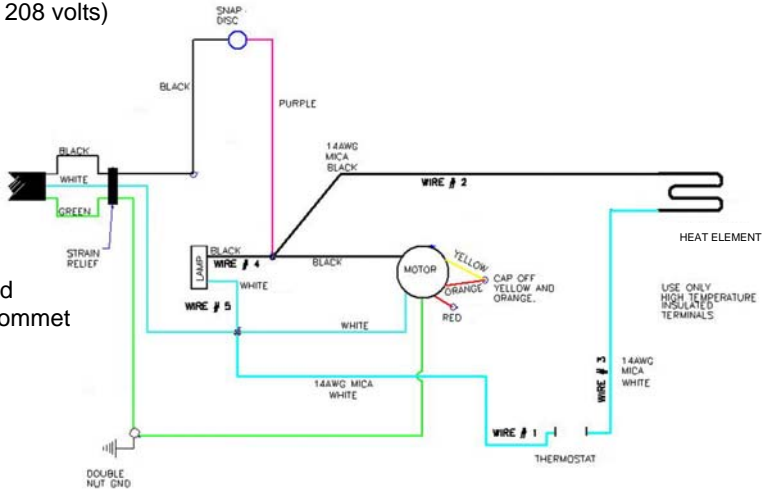 208 volts)
SNAP-
DISC
BLACK
PURPLE
14AWG
MICA
BLACK
WIRE # 2
BLACK
WHITE
GREEN
STRAIN
RELIEF
HEAT ELEMENT
LAMP
BLACK
WIRE # 4
BLACK
WHITE
WIRE # 5
MOTOR
YELLOW
ORANGE
RED
CAP OFF
YELLOW AND
ORANGE.
USE ONLY
HIGH TEMPERATURE
INSULATED
TERMINALS
d
ommet
WHITE
WIRE # 3
14AWG
MICA
WHITE
14AWG MICA
WHITE
WIRE # 1
THERMOSTAT
DOUBLE
NUT GND